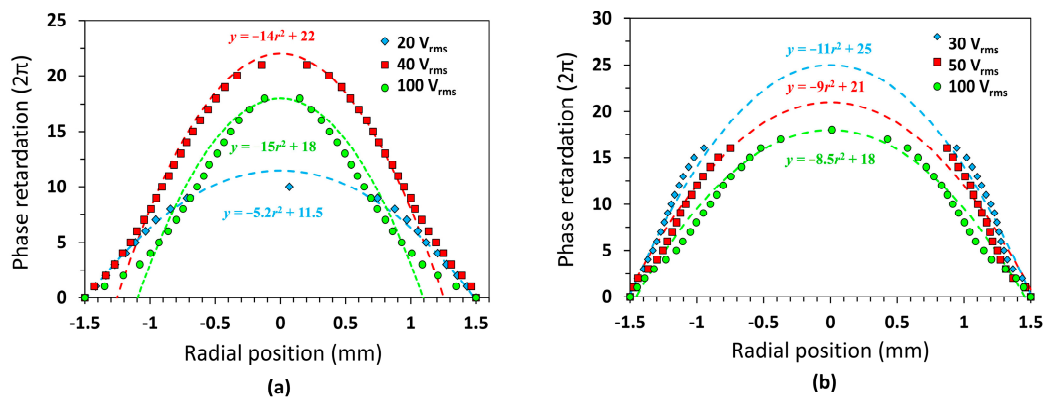 25
20
15
10
5
0
-1.5
-1
-0.5
0
0.5
1
1.5
Phase retardation (2π)
Radial position (mm)
y = –14r² + 22
y = 15r² + 18
y = –5.2r² + 11.5
20 Vrms
40 Vrms
100 Vrms
(a)
30
25
20
15
10
5
0
-1.5
-1
-0.5
0
0.5
1
1.5
Phase retardation (2π)
Radial position (mm)
y = –11r² + 25
y = –9r² + 21
y = –8.5r² + 18
30 Vrms
50 Vrms
100 Vrms
(b)